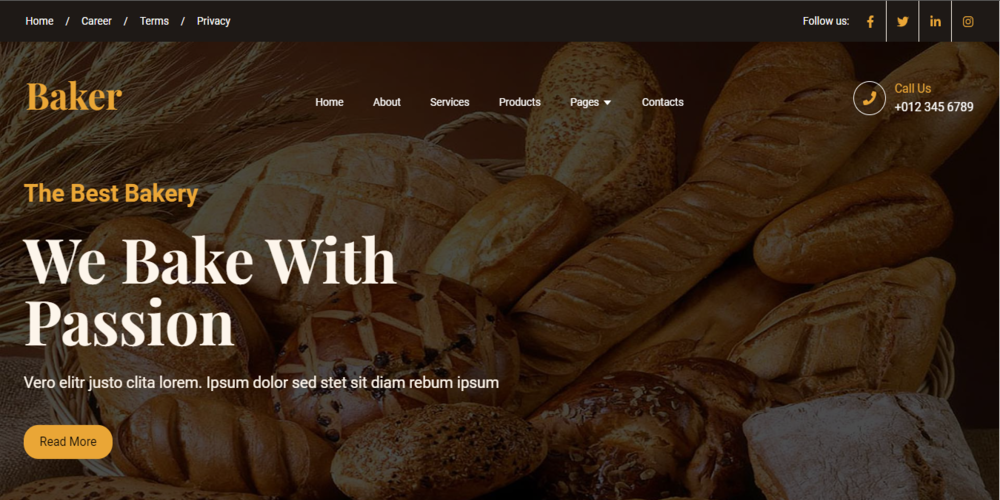 Home / Career / Terms / Privacy
Follow us:
Baker
Home About Services Products Pages Contacts
Call Us
+012 345 6789
The Best Bakery
We Bake With
Passion
Vero elitr justo clita lorem. Ipsum dolor sed stet sit diam rebum ipsum
Read More